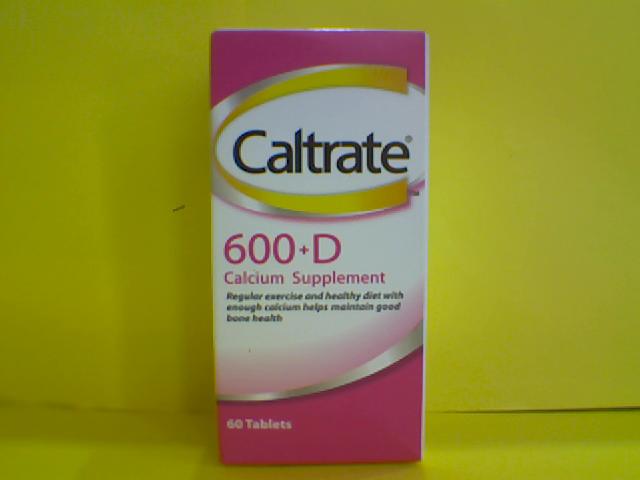 Caltrate®
600+D
Calcium Supplement
Regular exercise and healthy diet with
enough calcium helps maintain good
bone health
60 Tablets